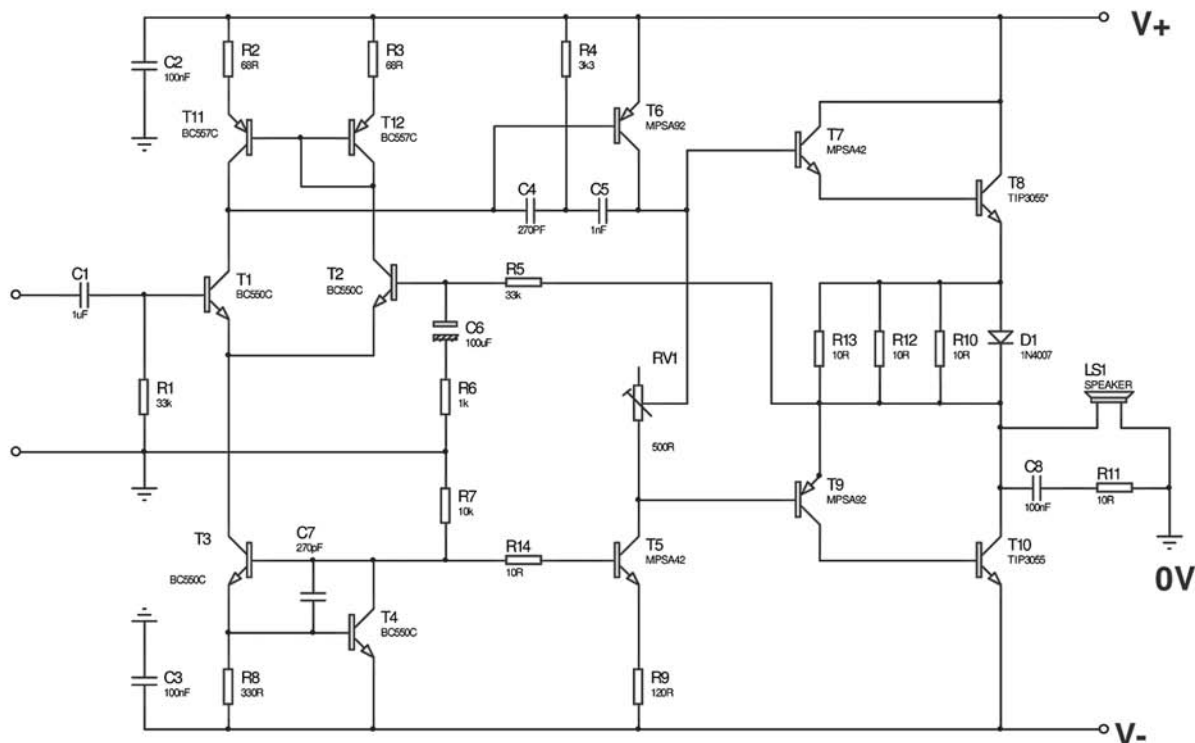 V+
C2
100nF
R2
68R
R3
68R
R4
3k3
T11
BC557C
T12
BC557C
T6
MPSA92
T7
MPSA42
T8
TIP3055*
C4
270PF
C5
1nF
C1
1uF
T1
BC550C
T2
BC550C
R5
33k
C6
100uF
R13
10R
R12
10R
R10
10R
D1
1N4007
RV1
500R
LS1
SPEAKER
R1
33k
R6
1k
R7
10k
C8
100nF
R11
10R
T9
MPSA92
T3
BC550C
C7
270pF
R14
10R
T5
MPSA42
T10
TIP3055
0V
T4
BC550C
C3
100nF
R8
330R
R9
120R
V-